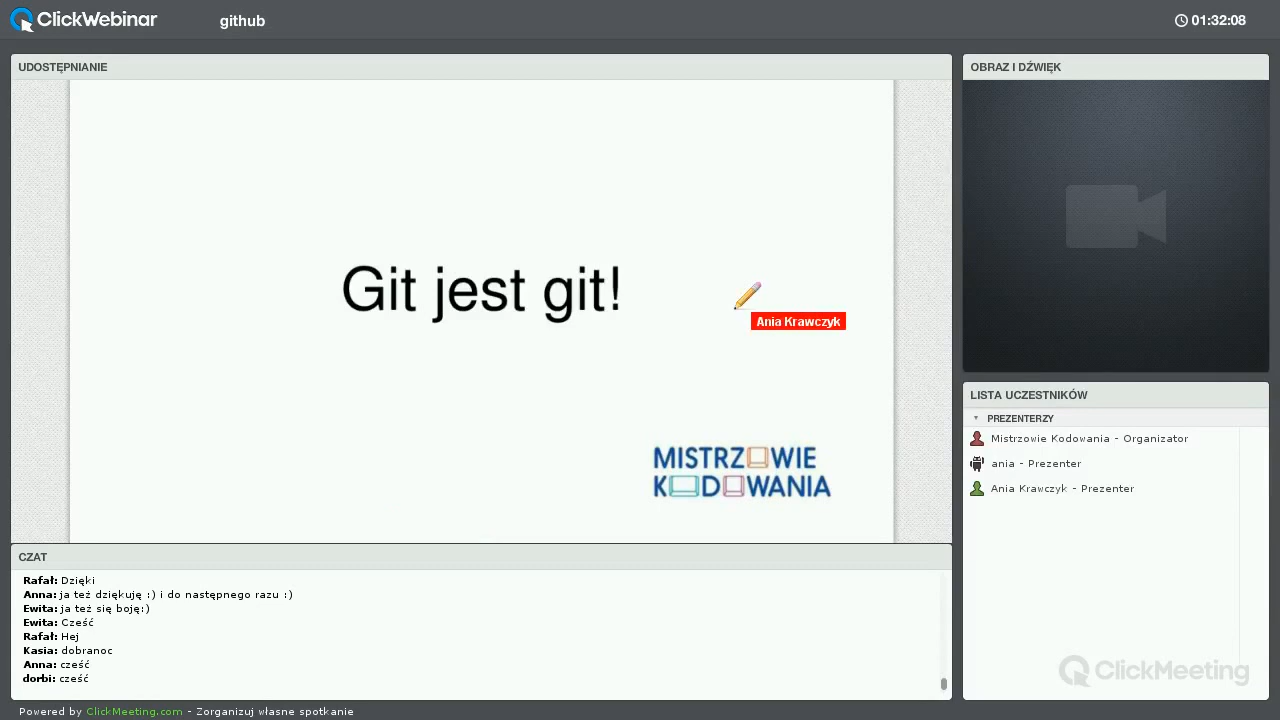 ClickWebinar
github
01:32:08
UDOSTĘPNIANIE
Git jest git!
Ania Krawczyk
MISTRZOWIE
KODOWANIA
OBRAZ I DŹWIĘK
LISTA UCZESTNIKÓW
PREZENTERZY
Mistrzowie Kodowania - Organizator
ania - Prezenter
Ania Krawczyk - Prezenter
ClickMeeting
CZAT
Rafał: Dzięki
Anna: ja też dziękuję :) i do następnego razu :)
Ewita: ja też się boję:)
Ewita: Cześć
Rafał: Hej
Kasia: dobranoc
Anna: cześć
dorbi: cześć
Powered by ClickMeeting.com - Zorganizuj własne spotkanie